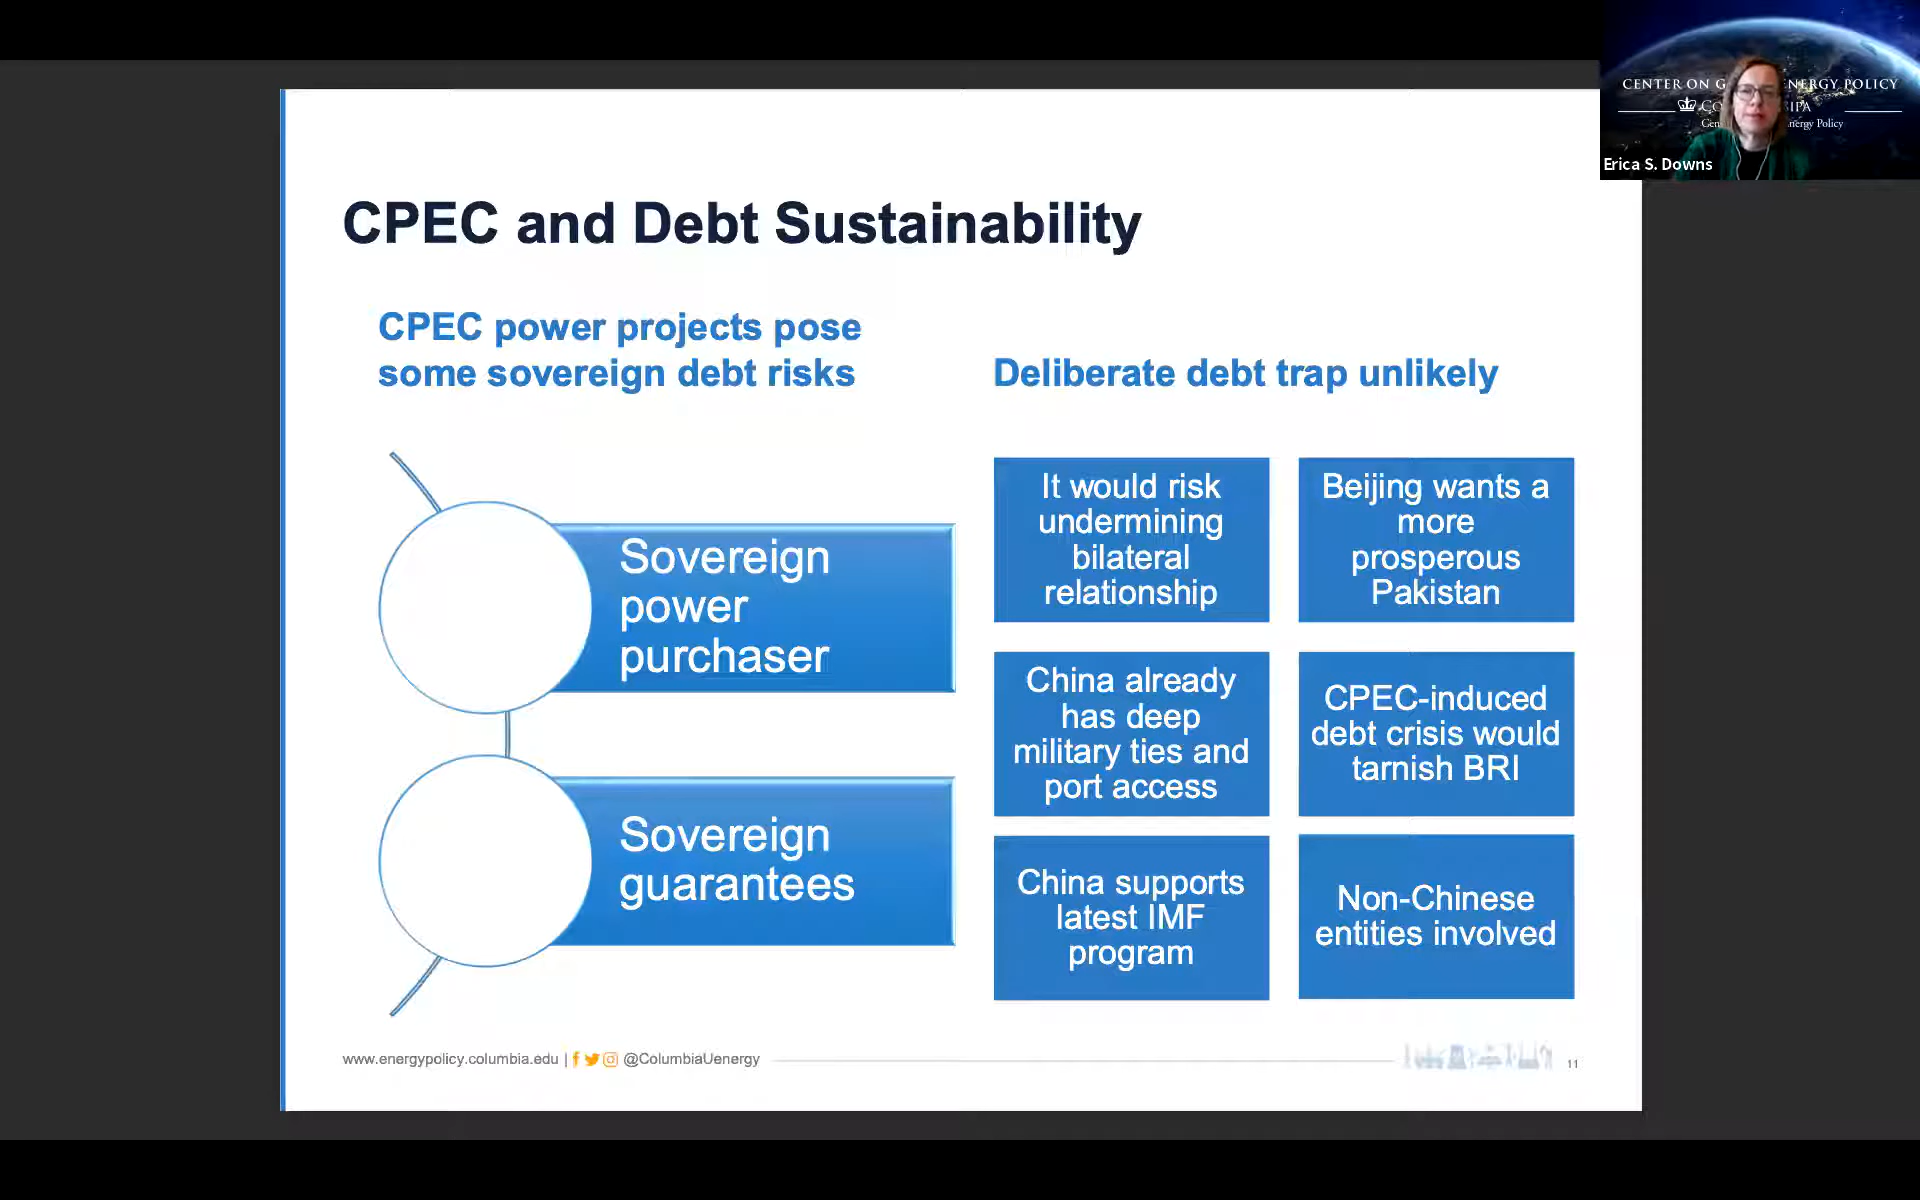 CENTER ON G NERGY POLICY
IPA
nergy Policy
Erica S. Downs
CPEC and Debt Sustainability
CPEC power projects pose
some sovereign debt risks
Sovereign
power
purchaser
Sovereign
guarantees
Deliberate debt trap unlikely
It would risk
undermining
bilateral
relationship
Beijing wants a
more
prosperous
Pakistan
China already
has deep
military ties and
port access
CPEC-induced
debt crisis would
tarnish BRI
China supports
latest IMF
program
Non-Chinese
entities involved
www.energypolicy.columbia.edu | @ColumbiaUenergy
11